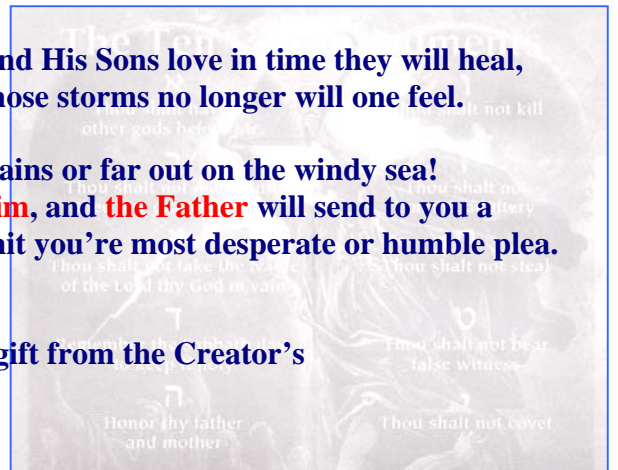 The Ten Commandments
nd His Sons love in time they will heal,
hose storms no longer will one feel.
other gods before Me.
Thou shalt not kill
ains or far out on the windy sea!
im, and the Father will send to you a
hit you’re most desperate or humble plea.
Thou shalt not take the Name
of the Lord thy God in vain
Thou shalt not steal
gift from the Creator’s
Thou shalt not bear
false witness
Honor thy father
and mother
Thou shalt not covet